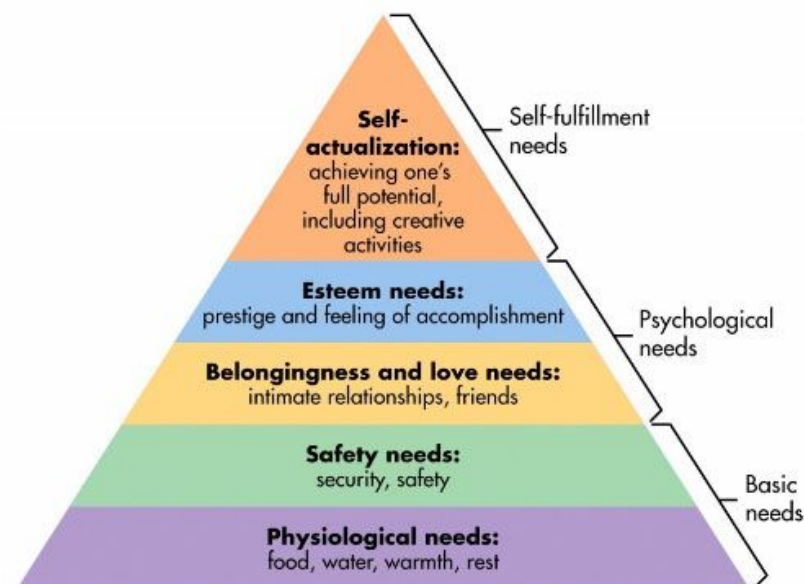 Self-
actualization:
achieving one's
full potential,
including creative
activities
Self-fulfillment
needs
Esteem needs:
prestige and feeling of accomplishment
Psychological
needs
Belongingness and love needs:
intimate relationships, friends
Safety needs:
security, safety
Basic
needs
Physiological needs:
food, water, warmth, rest